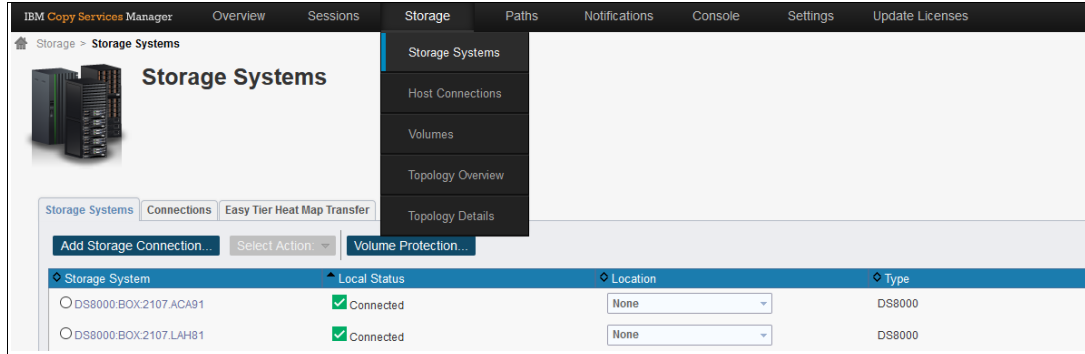 IBM Copy Services Manager Overview Sessions Storage Paths Notifications Console Settings Update Licenses
Storage > Storage Systems
Storage Systems
Storage Systems
Host Connections
Volumes
Topology Overview
Topology Details
Storage Systems Connections Easy Tier Heat Map Transfer
Add Storage Connection... Select Action: Volume Protection...
Storage System Local Status Location Type
DS8000:BOX:2107.ACA91 Connected None DS8000
DS8000:BOX:2107.LAH81 Connected None DS8000